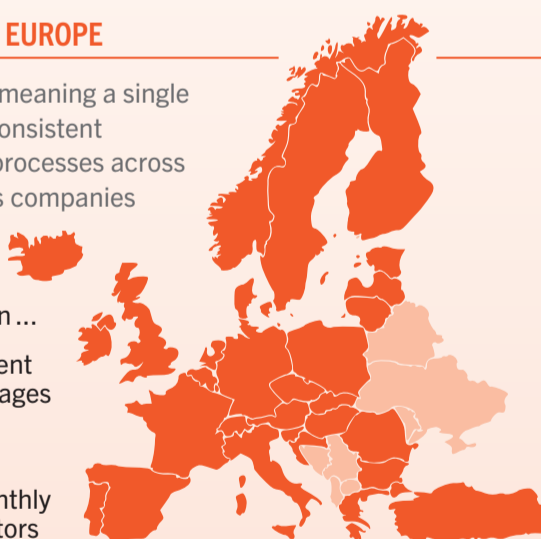 EUROPE
meaning a single
onsistent
processes across
s companies
n ...
ent
ages
nthly
tors